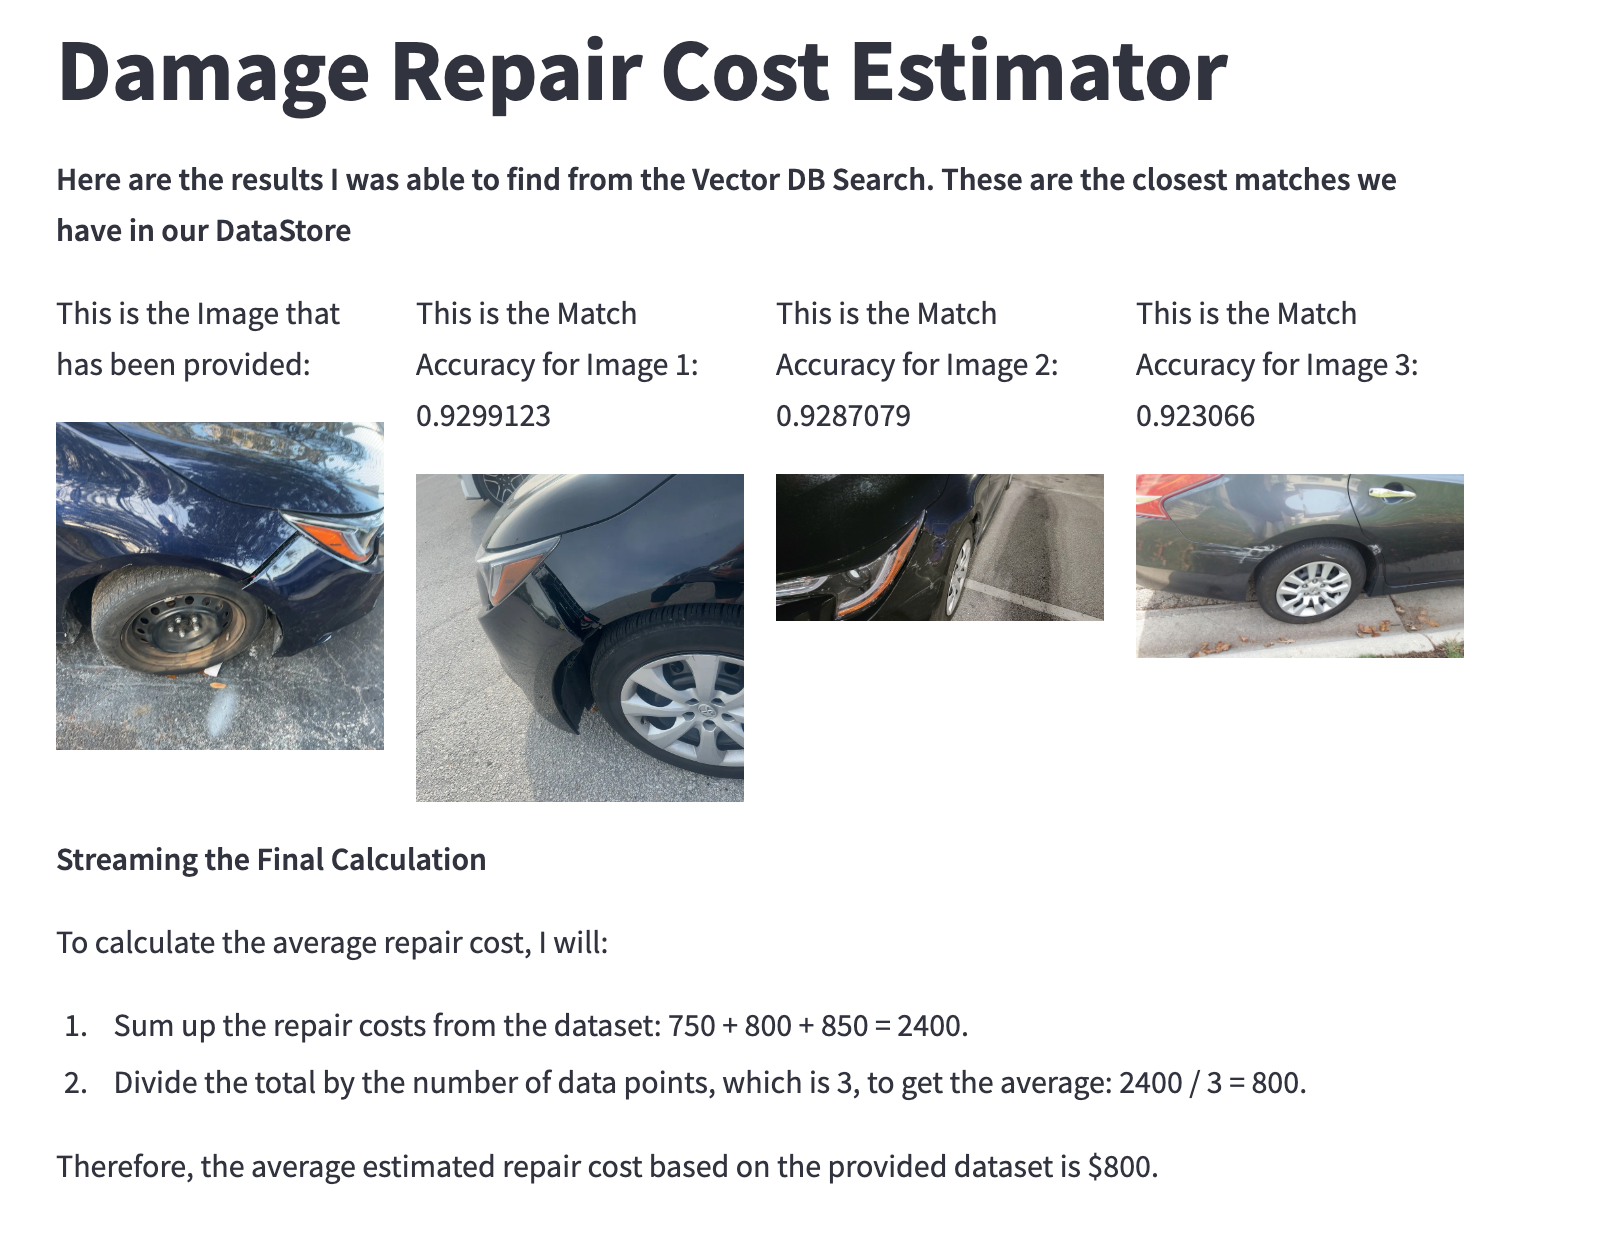 Damage Repair Cost Estimator
Here are the results I was able to find from the Vector DB Search. These are the closest matches we
have in our DataStore
This is the Image that
has been provided:
This is the Match
Accuracy for Image 1:
0.9299123
This is the Match
Accuracy for Image 2:
0.9287079
This is the Match
Accuracy for Image 3:
0.923066
Streaming the Final Calculation
To calculate the average repair cost, I will:
1. Sum up the repair costs from the dataset: 750 + 800 + 850 = 2400.
2. Divide the total by the number of data points, which is 3, to get the average: 2400 / 3 = 800.
Therefore, the average estimated repair cost based on the provided dataset is $800.